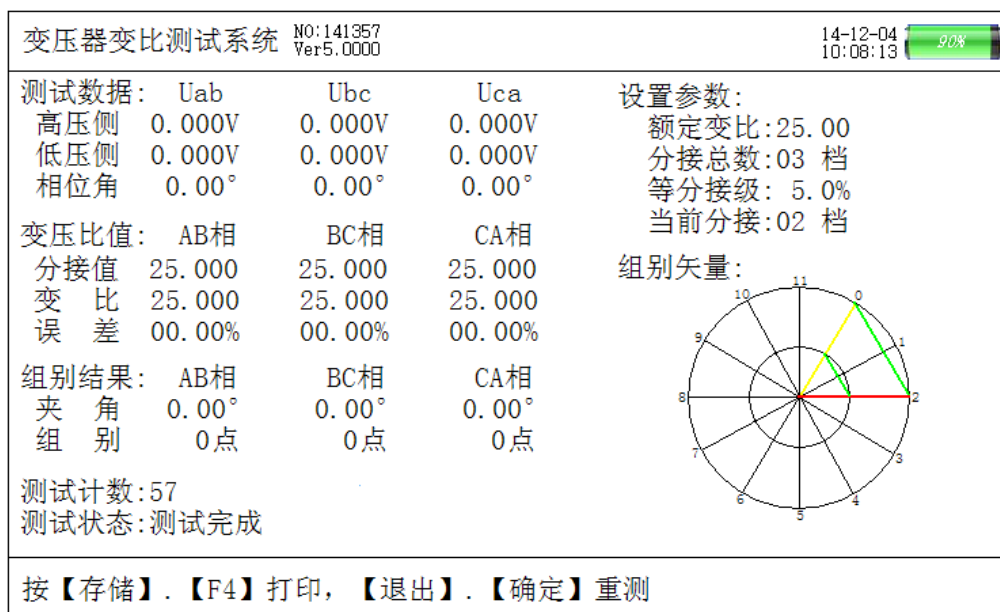 变压器变比测试系统 NO:141357
Ver5.0000
14-12-04
10:08:13
90%
测试数据: Uab Ubc Uca
高压侧 0.000V 0.000V 0.000V
低压侧 0.000V 0.000V 0.000V
相位角 0.00° 0.00° 0.00°
变压比值: AB相 BC相 CA相
分接值 25.000 25.000 25.000
变 比 25.000 25.000 25.000
误 差 00.00% 00.00% 00.00%
组别结果: AB相 BC相 CA相
夹 角 0.00° 0.00° 0.00°
组 别 0点 0点 0点
测试计数:57
测试状态:测试完成
设置参数:
额定变比:25.00
分接总数:03 档
等分接级: 5.0%
当前分接:02 档
组别矢量:
11
10 0
9 1
8 2
7 3
6 4
5
按【存储】.【F4】打印, 【退出】.【确定】重测